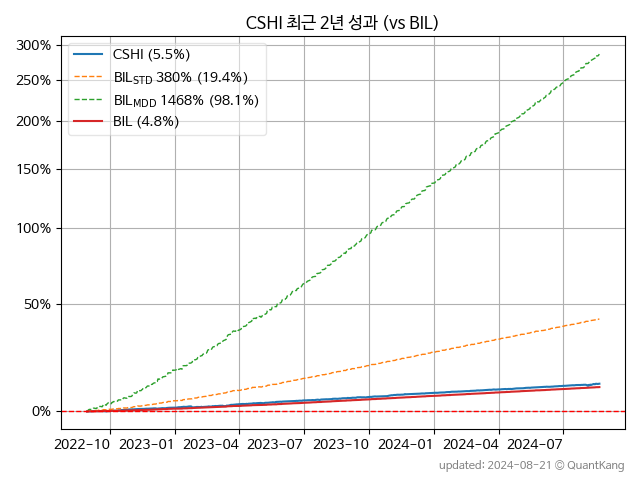 CSHI 최근 2년 성과 (vs BIL)
300%
250%
200%
150%
100%
50%
0%
CSHI (5.5%)
BIL_STD 380% (19.4%)
BIL_MDD 1468% (98.1%)
BIL (4.8%)
2022-10 2023-01 2023-04 2023-07 2023-10 2024-01 2024-04 2024-07
updated: 2024-08-21 © QuantKang